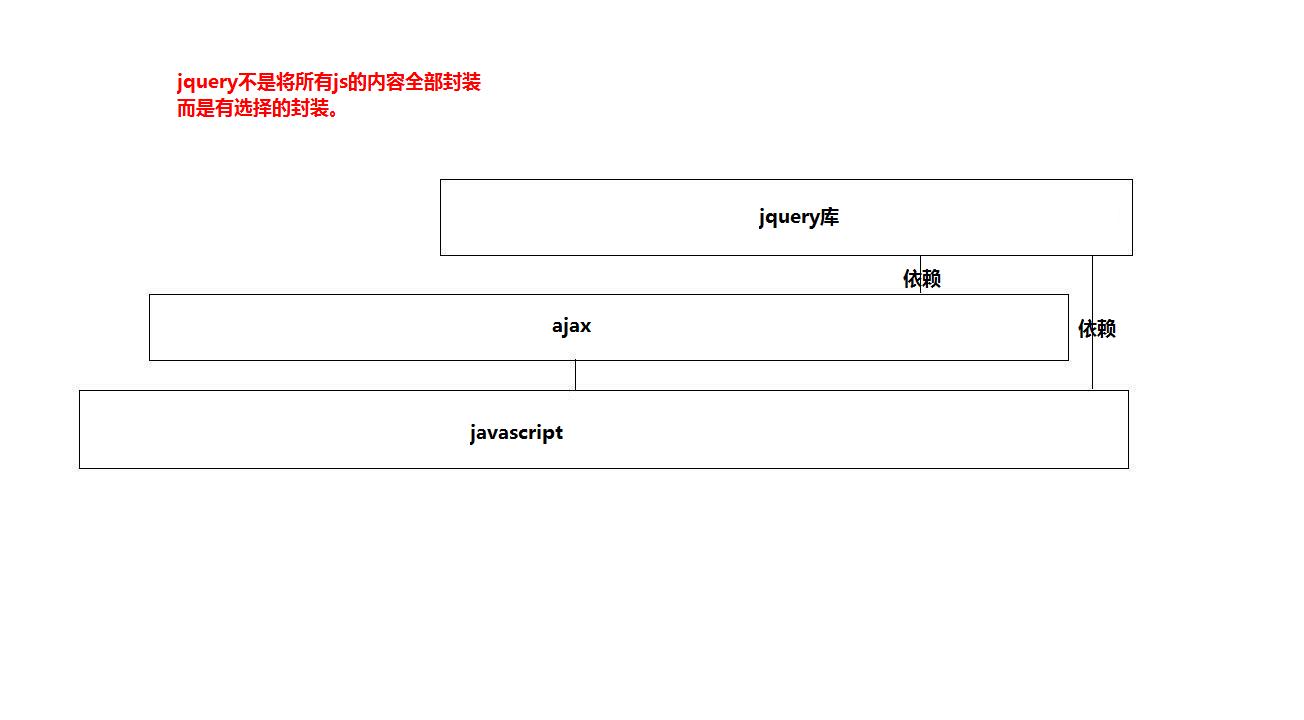 jquery不是将所有js的内容全部封装
而是有选择的封装。
jquery库
依赖
ajax
依赖
javascript